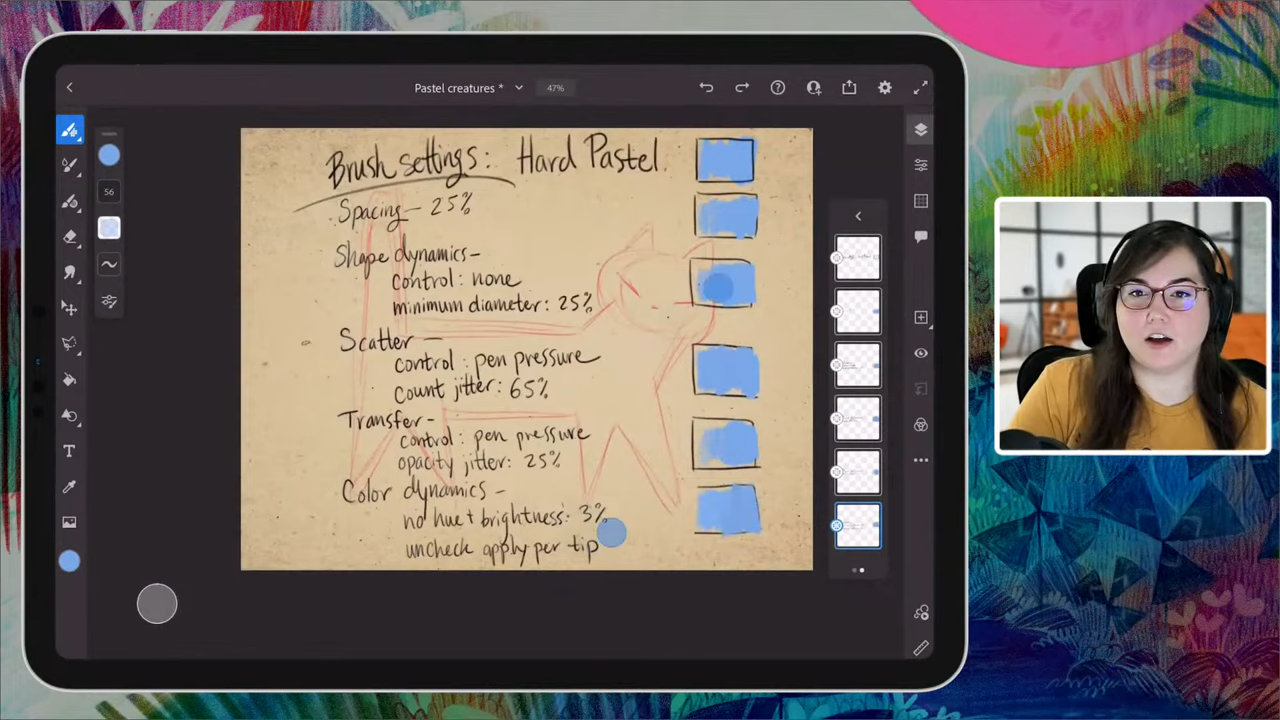 Pastel creatures *
47%
56
Brush settings: Hard Pastel
Spacing - 25%
Shape dynamics -
control: none
minimum diameter: 25%
Scatter -
control: pen pressure
count jitter: 65%
Transfer -
control: pen pressure
opacity jitter: 25%
Color dynamics -
no hue + brightness: 3%
uncheck apply per tip